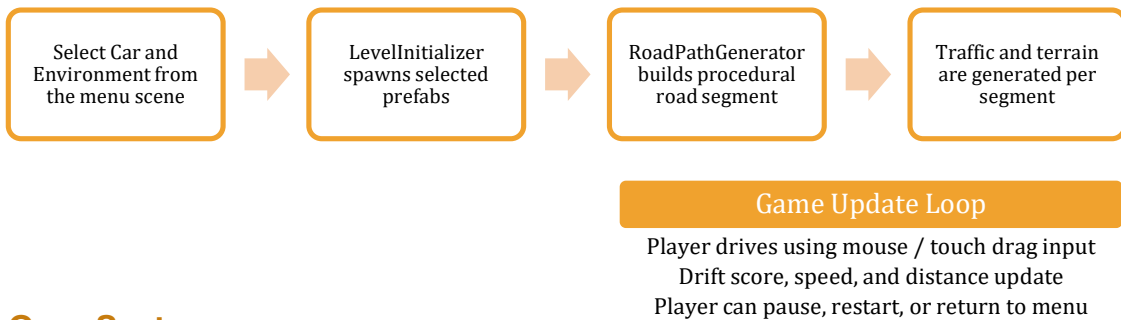 Select Car and
Environment from
the menu scene
LevelInitializer
spawns selected
prefabs
RoadPathGenerator
builds procedural
road segment
Traffic and terrain
are generated per
segment
Game Update Loop
Player drives using mouse / touch drag input
Drift score, speed, and distance update
Player can pause, restart, or return to menu